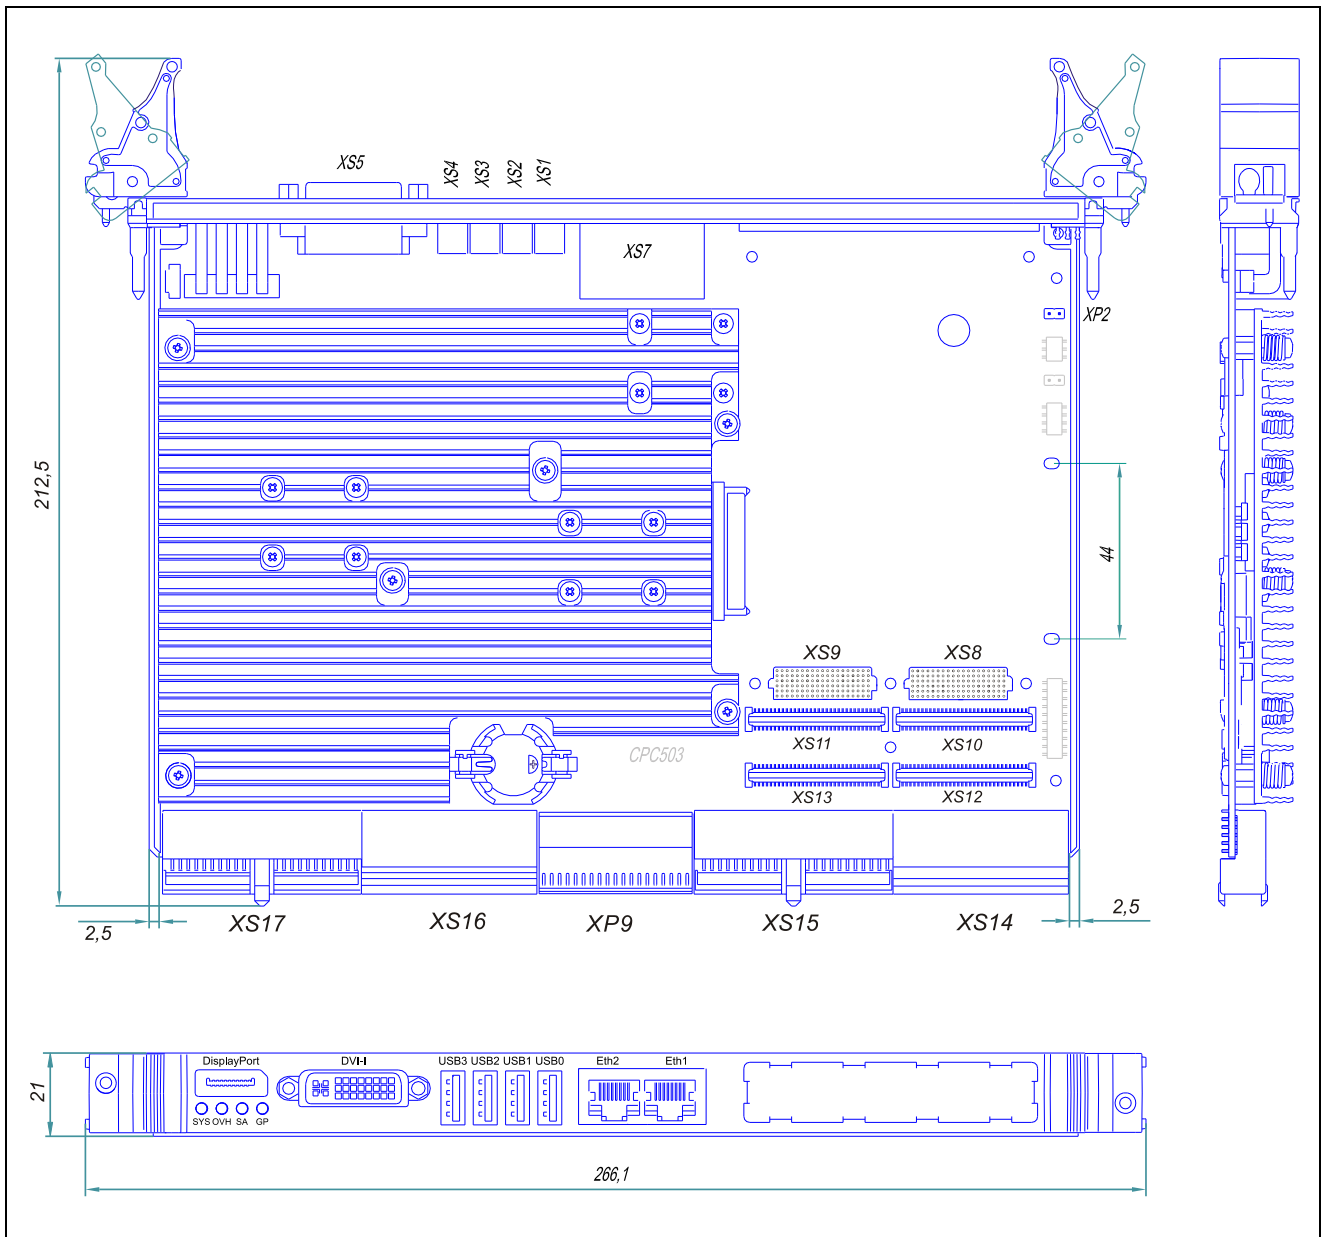 XS5
XS4
XS3
XS2
XS1
XS7
XP2
212,5
44
XS9
XS8
XS11
XS10
CPC503
XS13
XS12
2,5
XS17
XS16
XP9
XS15
XS14
2,5
DisplayPort
DVI-I
USB3 USB2 USB1 USB0
Eth2
Eth1
SYS OVH SA GP
21
266,1